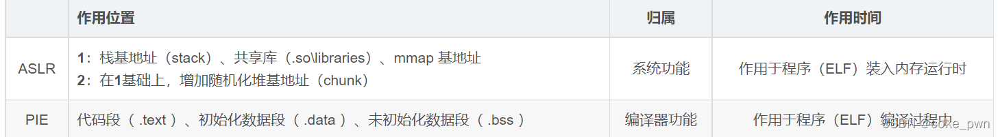 作用位置 归属 作用时间
1：栈基地址（stack）、共享库（.so\libraries）、mmap 基地址
ASLR 系统功能 作用于程序（ELF）装入内存运行时
2：在1基础上，增加随机化堆基地址（chunk）
PIE 代码段（ .text ）、初始化数据段（ .data ）、未初始化数据段（ .bss ） 编译器功能 作用于程序（ELF）编译过程中
CSDN @coke_pwn